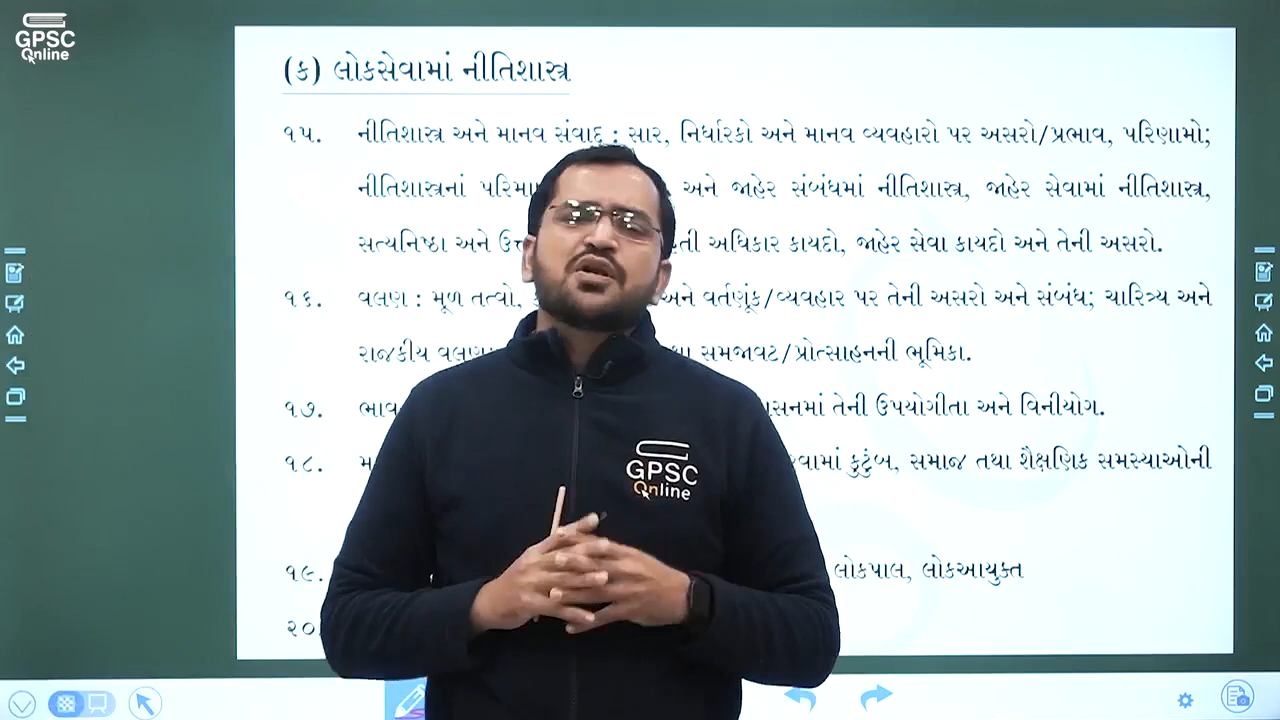 GPSC
Online
(ક) લોકસેવામાં નીતિશાસ્ત્ર
૧૫. નીતિશાસ્ત્ર અને માનવ સંવાદ : સાર, નિર્ધારકો અને માનવ વ્યવહારો પર અસરો/પ્રભાવ, પરિણામો;
નીતિશાસ્ત્રનાં અને જાહેર સંબંધમાં નીતિશાસ્ત્ર, જાહેર સેવામાં નીતિશાસ્ત્ર,
સત્યનિષ્ઠા અને અધિકાર કાયદો, જાહેર સેવા કાયદો અને તેની અસરો.
૧૬. વલણ : મૂળ તત્વો, અને વર્તણૂંક/વ્યવહાર પર તેની અસરો અને સંબંધ; ચારિત્ર્ય અને
રાજકીય સમજાવટ/પ્રોત્સાહનની ભૂમિકા.
૧૭. તેની ઉપયોગીતા અને વિનીયોગ.
૧૮. કુટુંબ, સમાજ તથા શૈક્ષણિક સમસ્યાઓની
૧૯. લોકપાલ, લોકઆયુક્ત
૨૦
GPSC
Online